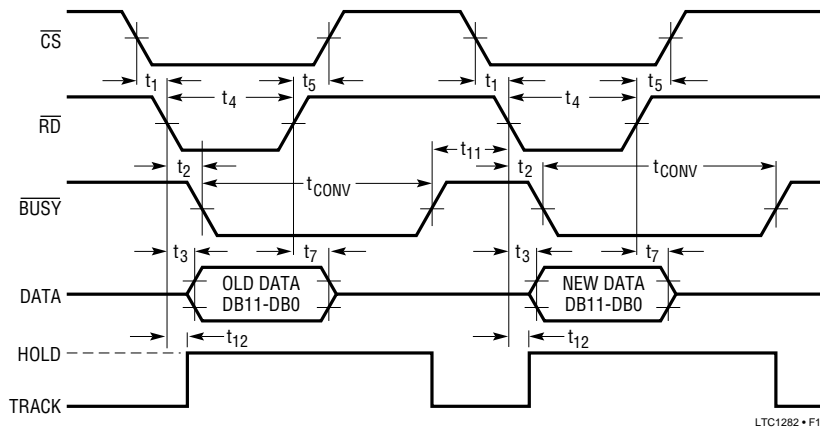 CS
t1 t4 t5 t1 t4 t5
RD
t2 tCONV t11 t2 tCONV
BUSY
t3 t7 t3 t7
DATA
OLD DATA
DB11-DB0
NEW DATA
DB11-DB0
t12 t12
HOLD
TRACK
LTC1282 • F1